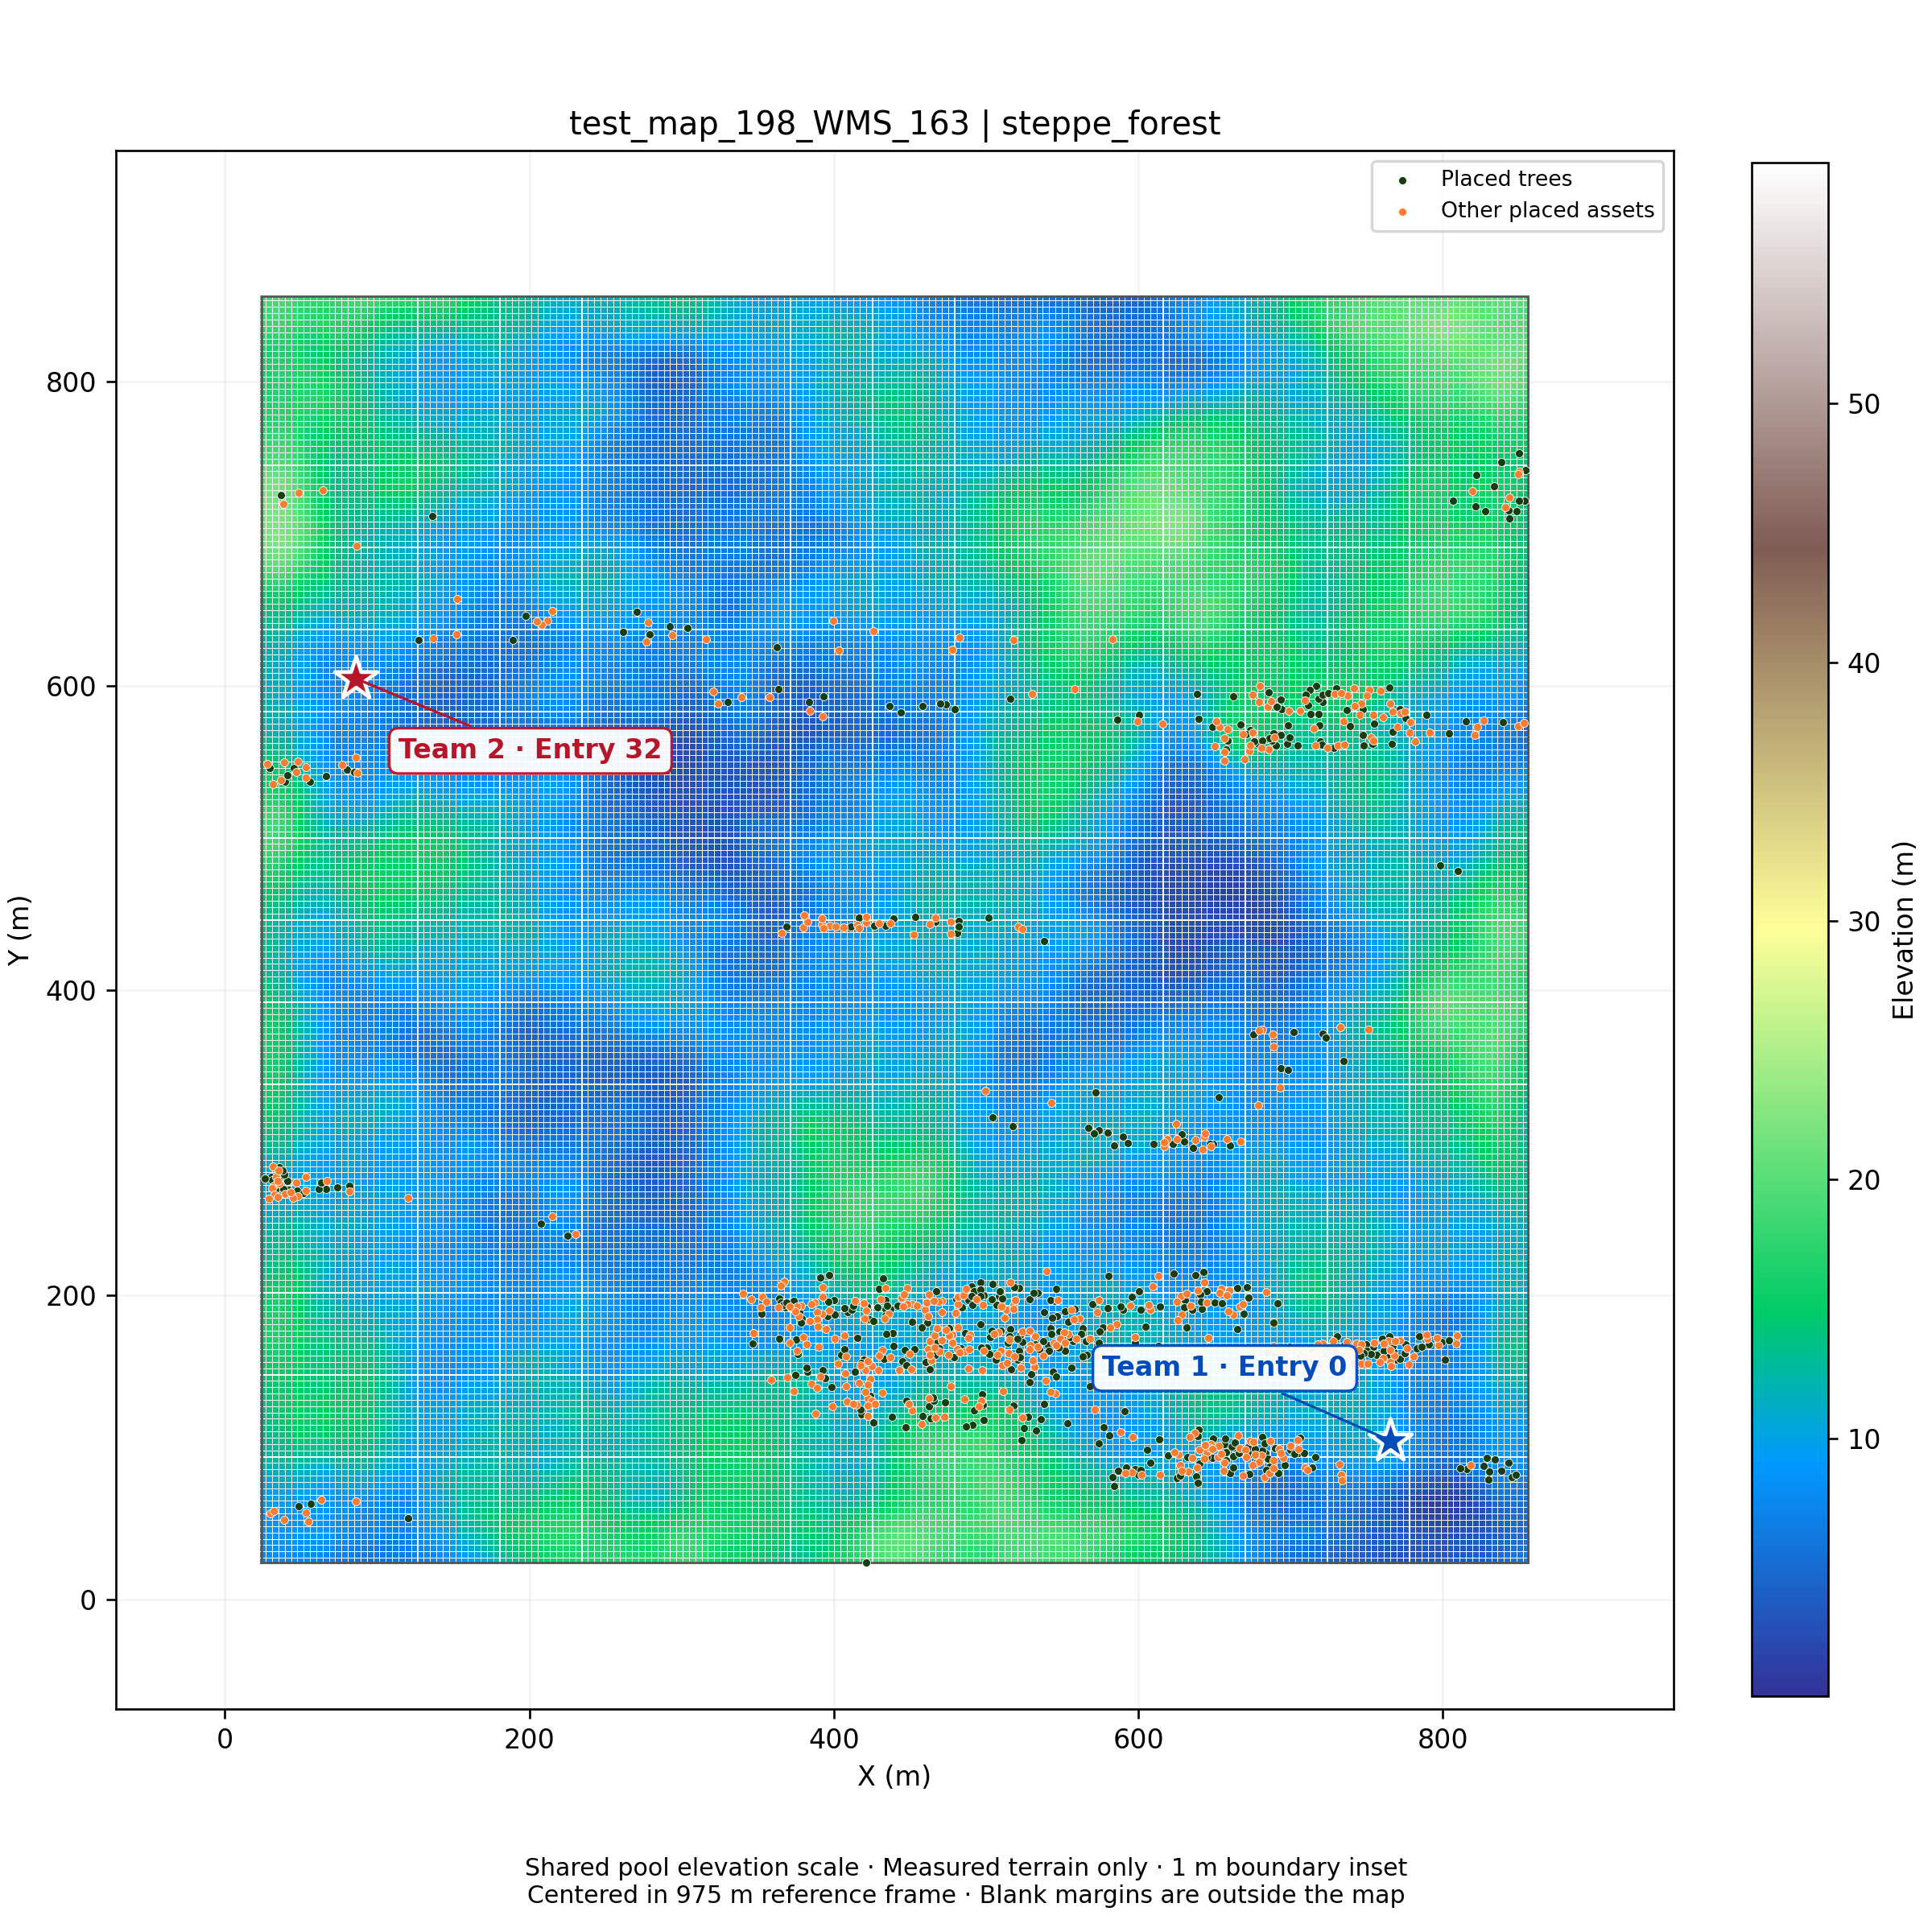 test_map_198_WMS_163 | steppe_forest
Placed trees
Other placed assets
800
600
400
200
0
Y (m)
Team 2 · Entry 32
Team 1 · Entry 0
50
40
30
20
10
Elevation (m)
0
200
400
600
800
X (m)
Shared pool elevation scale · Measured terrain only · 1 m boundary inset
Centered in 975 m reference frame · Blank margins are outside the map